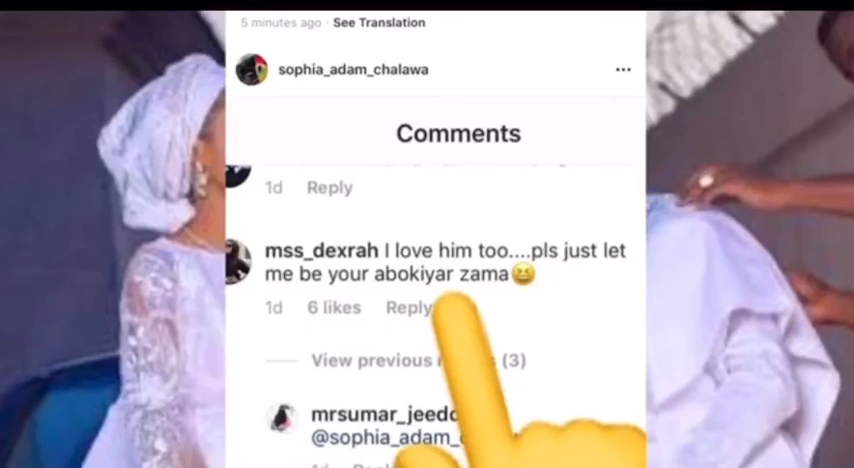 5 minutes ago · See Translation
sophia_adam_chalawa
Comments
1d Reply
mss_dexrah I love him too....pls just let
me be your abokiyar zama😆
1d 6 likes Reply
View previous (3)
mrsumar_jeedd
@sophia_adam_